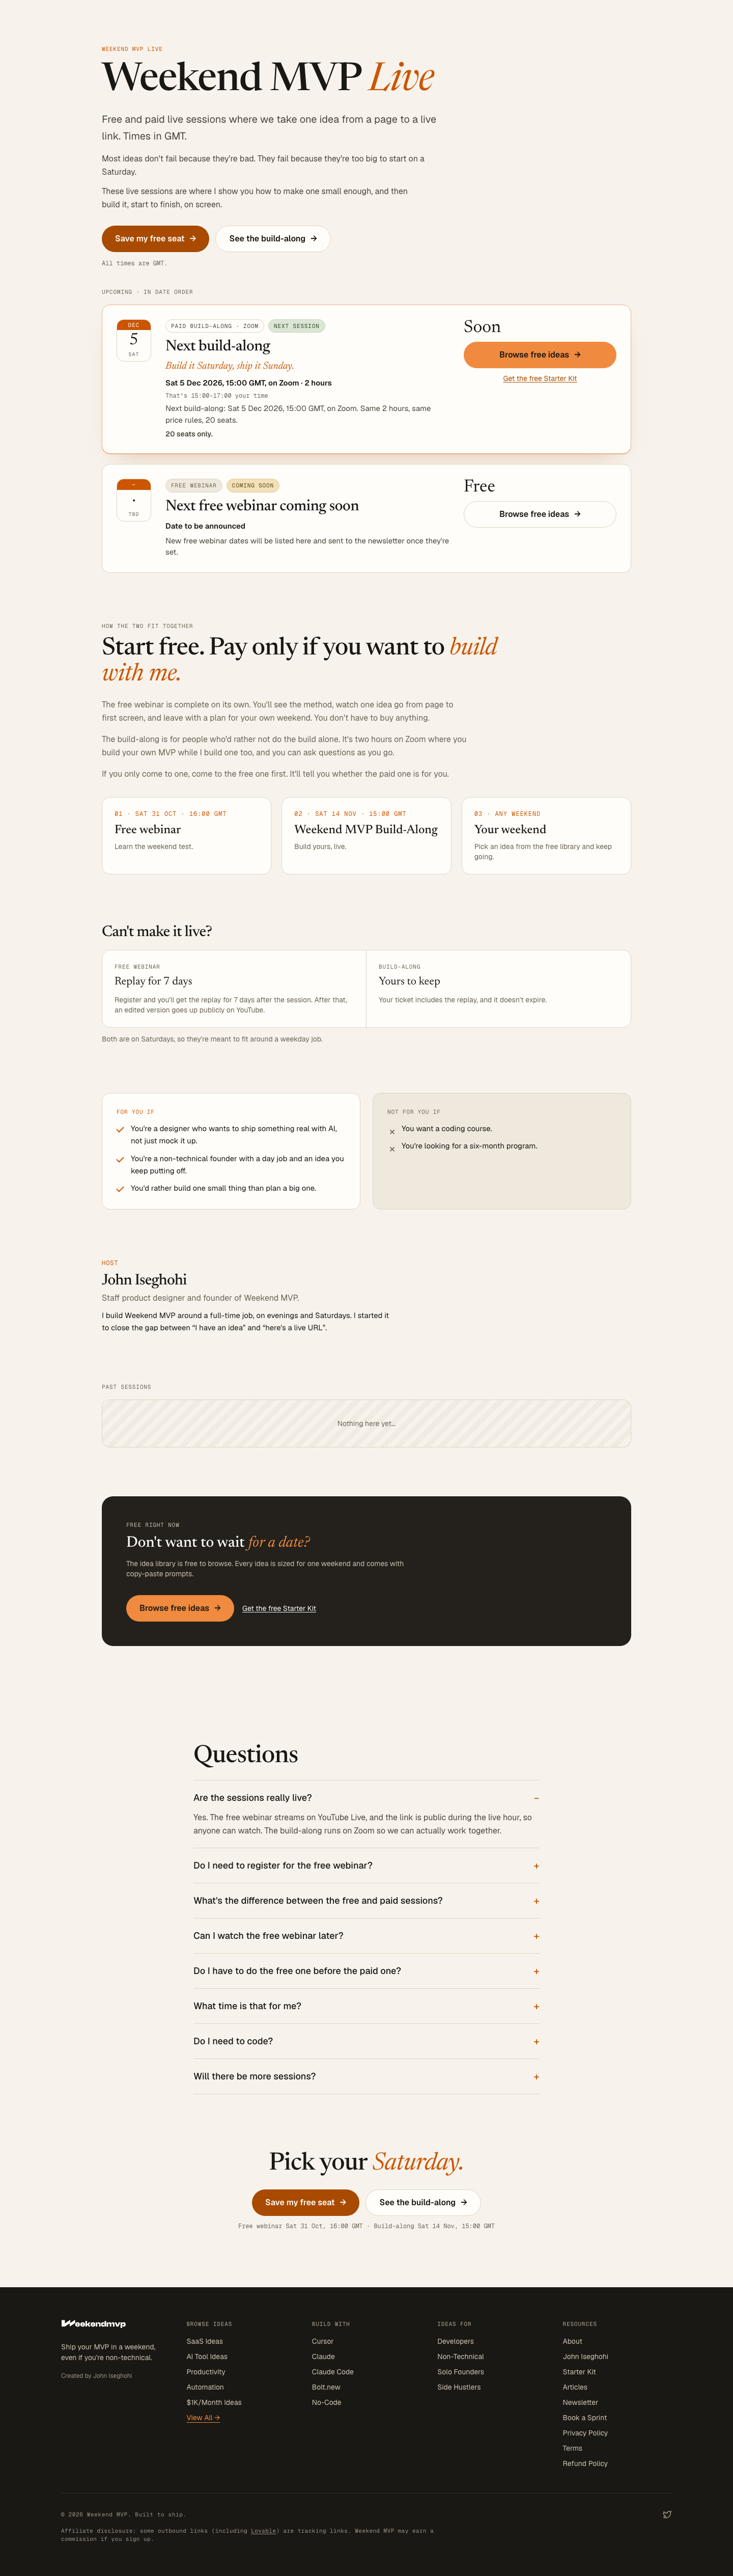 WEEKEND MVP LIVE
Weekend MVP Live
Free and paid live sessions where we take one idea from a page to a live
link. Times in GMT.
Most ideas don't fail because they're bad. They fail because they're too big to start on a
Saturday.
These live sessions are where I show you how to make one small enough, and then
build it, start to finish, on screen.
Save my free seat →
See the build-along →
All times are GMT.
UPCOMING · IN DATE ORDER
DEC
5
SAT
PAID BUILD-ALONG · ZOOM
NEXT SESSION
Next build-along
Build it Saturday, ship it Sunday.
Sat 5 Dec 2026, 15:00 GMT, on Zoom · 2 hours
That's 15:00–17:00 your time
Next build-along: Sat 5 Dec 2026, 15:00 GMT, on Zoom. Same 2 hours, same
price rules, 20 seats.
20 seats only.
Soon
Browse free ideas →
Get the free Starter Kit
–
·
TBD
FREE WEBINAR
COMING SOON
Next free webinar coming soon
Date to be announced
New free webinar dates will be listed here and sent to the newsletter once they're
set.
Free
Browse free ideas →
HOW THE TWO FIT TOGETHER
Start free. Pay only if you want to build
with me.
The free webinar is complete on its own. You'll see the method, watch one idea go from page to
first screen, and leave with a plan for your own weekend. You don't have to buy anything.
The build-along is for people who'd rather not do the build alone. It's two hours on Zoom where you
build your own MVP while I build one too, and you can ask questions as you go.
If you only come to one, come to the free one first. It'll tell you whether the paid one is for you.
01 · SAT 31 OCT · 16:00 GMT
Free webinar
Learn the weekend test.
02 · SAT 14 NOV · 15:00 GMT
Weekend MVP Build-Along
Build yours, live.
03 · ANY WEEKEND
Your weekend
Pick an idea from the free library and keep
going.
Can't make it live?
FREE WEBINAR
Replay for 7 days
Register and you'll get the replay for 7 days after the session. After that,
an edited version goes up publicly on YouTube.
BUILD-ALONG
Yours to keep
Your ticket includes the replay, and it doesn't expire.
Both are on Saturdays, so they're meant to fit around a weekday job.
FOR YOU IF
You're a designer who wants to ship something real with AI,
not just mock it up.
You're a non-technical founder with a day job and an idea you
keep putting off.
You'd rather build one small thing than plan a big one.
NOT FOR YOU IF
You want a coding course.
You're looking for a six-month program.
HOST
John Iseghohi
Staff product designer and founder of Weekend MVP.
I build Weekend MVP around a full-time job, on evenings and Saturdays. I started it
to close the gap between "I have an idea" and "here's a live URL".
PAST SESSIONS
Nothing here yet…
FREE RIGHT NOW
Don't want to wait for a date?
The idea library is free to browse. Every idea is sized for one weekend and comes with
copy-paste prompts.
Browse free ideas →
Get the free Starter Kit
Questions
Are the sessions really live? –
Yes. The free webinar streams on YouTube Live, and the link is public during the live hour, so
anyone can watch. The build-along runs on Zoom so we can actually work together.
Do I need to register for the free webinar? +
What's the difference between the free and paid sessions? +
Can I watch the free webinar later? +
Do I have to do the free one before the paid one? +
What time is that for me? +
Do I need to code? +
Will there be more sessions? +
Pick your Saturday.
Save my free seat →
See the build-along →
Free webinar Sat 31 Oct, 16:00 GMT · Build-along Sat 14 Nov, 15:00 GMT
Weekendmvp
Ship your MVP in a weekend,
even if you're non-technical.
Created by John Iseghohi
BROWSE IDEAS
SaaS Ideas
AI Tool Ideas
Productivity
Automation
$1K/Month Ideas
View All →
BUILD WITH
Cursor
Claude
Claude Code
Bolt.new
No-Code
IDEAS FOR
Developers
Non-Technical
Solo Founders
Side Hustlers
RESOURCES
About
John Iseghohi
Starter Kit
Articles
Newsletter
Book a Sprint
Privacy Policy
Terms
Refund Policy
© 2026 Weekend MVP. Built to ship.
Affiliate disclosure: some outbound links (including Lovable) are tracking links. Weekend MVP may earn a
commission if you sign up.